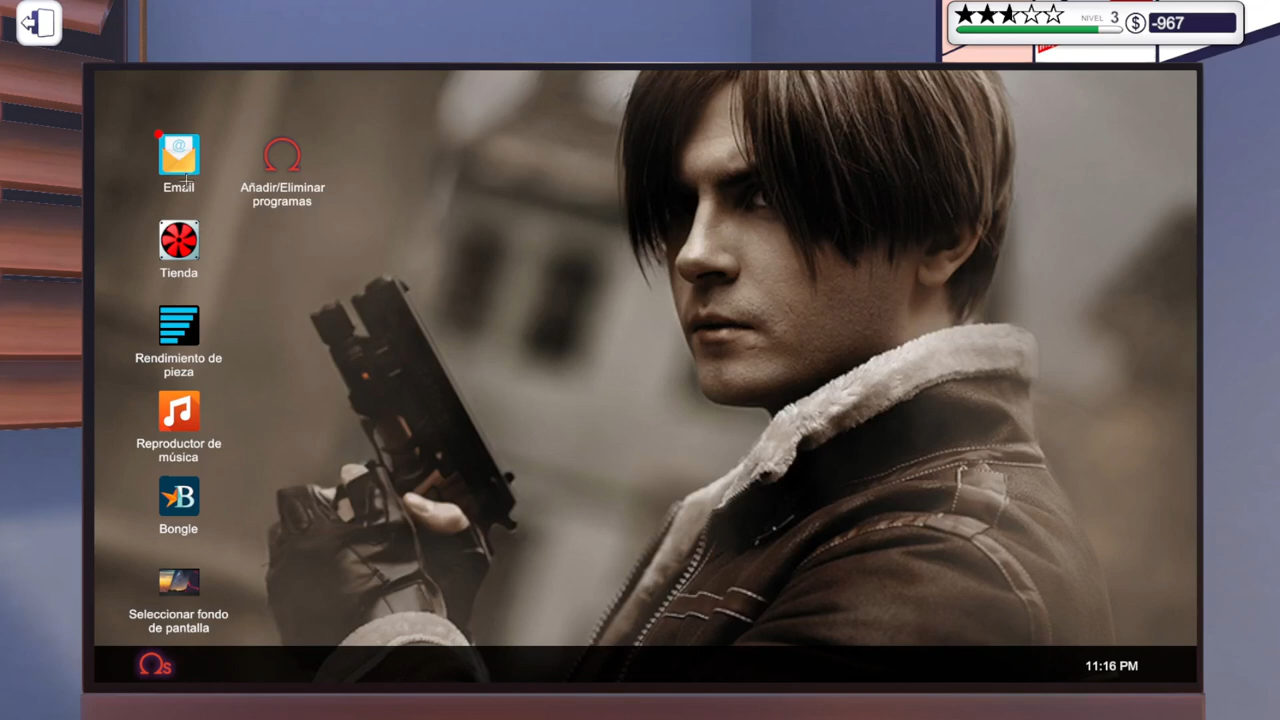 NIVEL 3
$ -967
@
Email
Añadir/Eliminar
programas
Tienda
Rendimiento de
pieza
Reproductor de
música
B
Bongle
Seleccionar fondo
de pantalla
Ωs
11:16 PM